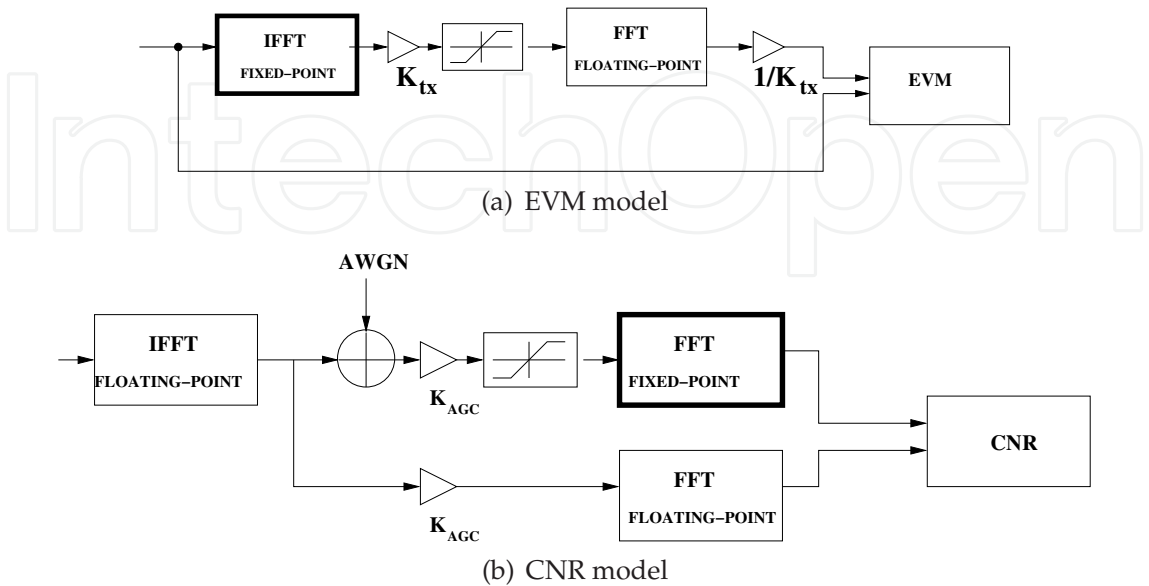 IFFT
FIXED–POINT
K_tx
FFT
FLOATING–POINT
1/K_tx
EVM
IntechOpen
(a) EVM model
AWGN
IFFT
FLOATING–POINT
K_AGC
FFT
FIXED–POINT
CNR
K_AGC
FFT
FLOATING–POINT
(b) CNR model